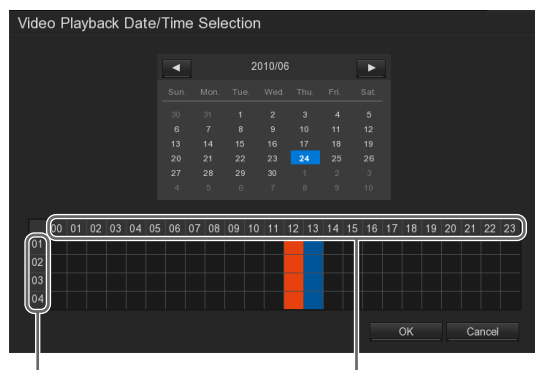 Video Playback Date/Time Selection
◄ 2010/06 ►
Sun. Mon. Tue. Wed. Thu. Fri. Sat.
30 31 1 2 3 4 5
6 7 8 9 10 11 12
13 14 15 16 17 18 19
20 21 22 23 24 25 26
27 28 29 30 1 2 3
4 5 6 7 8 9 10
00 01 02 03 04 05 06 07 08 09 10 11 12 13 14 15 16 17 18 19 20 21 22 23
01
02
03
04
OK Cancel